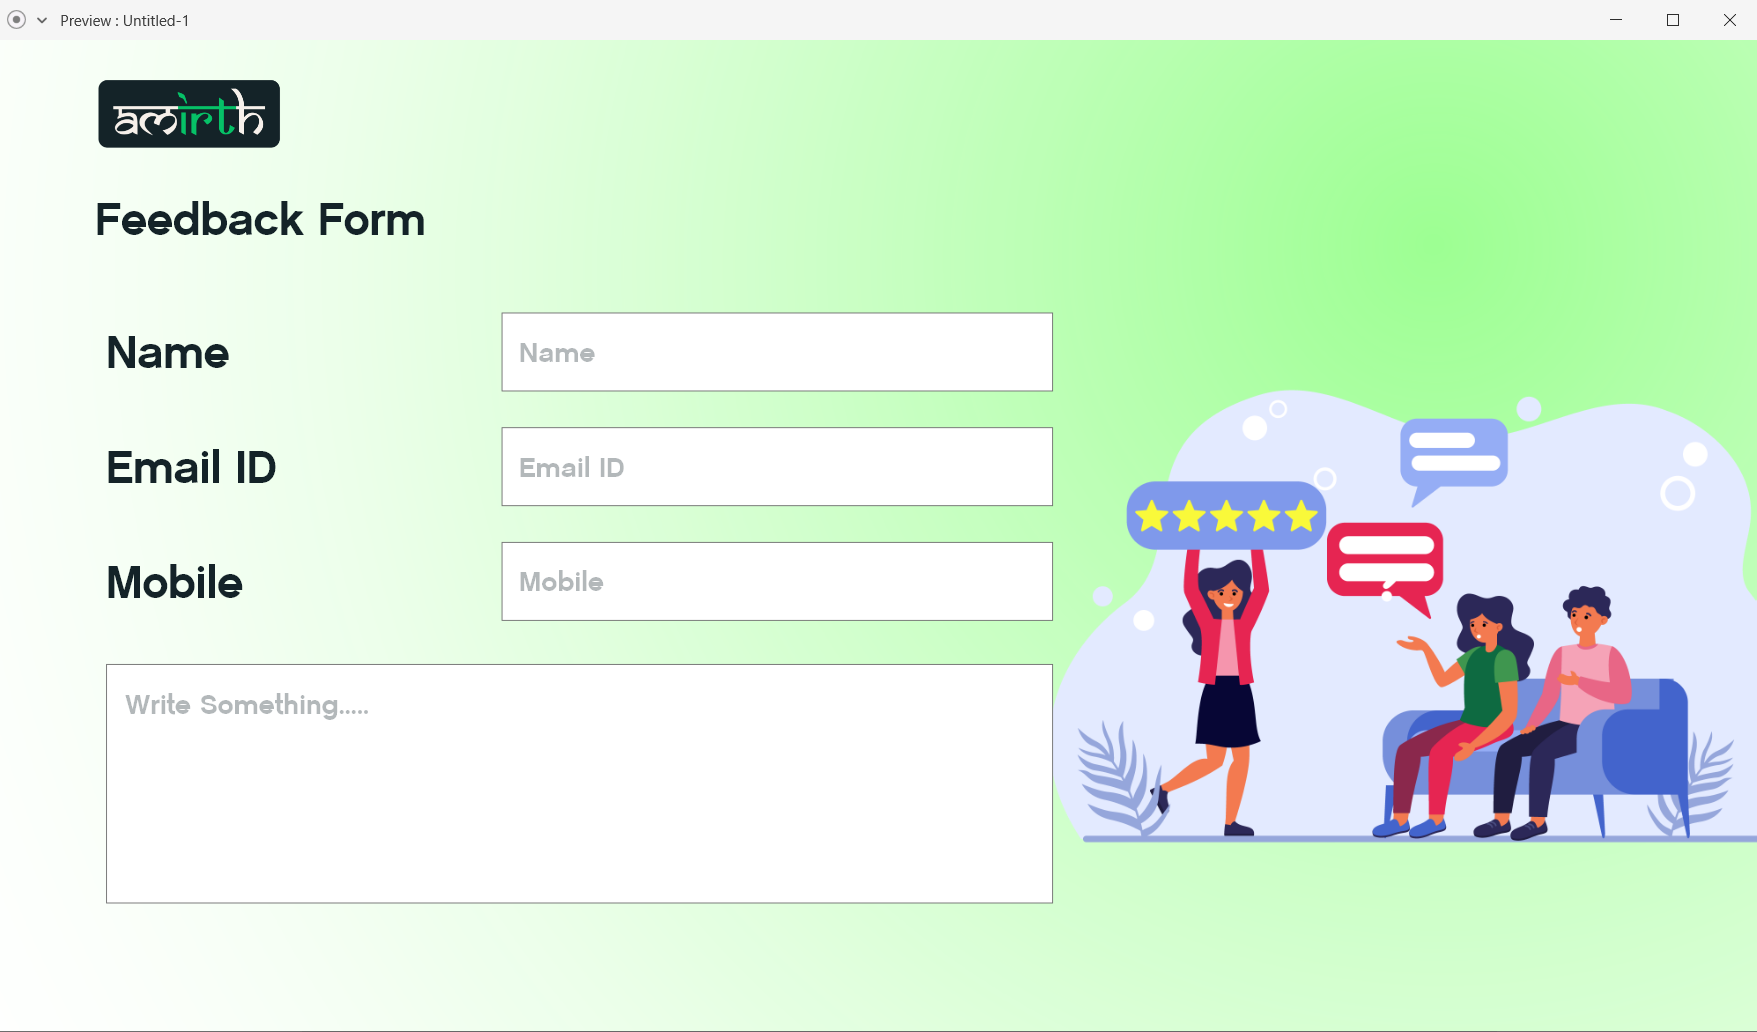 Preview : Untitled-1
amirth
Feedback Form
Name
Name
Email ID
Email ID
Mobile
Mobile
Write Something.....